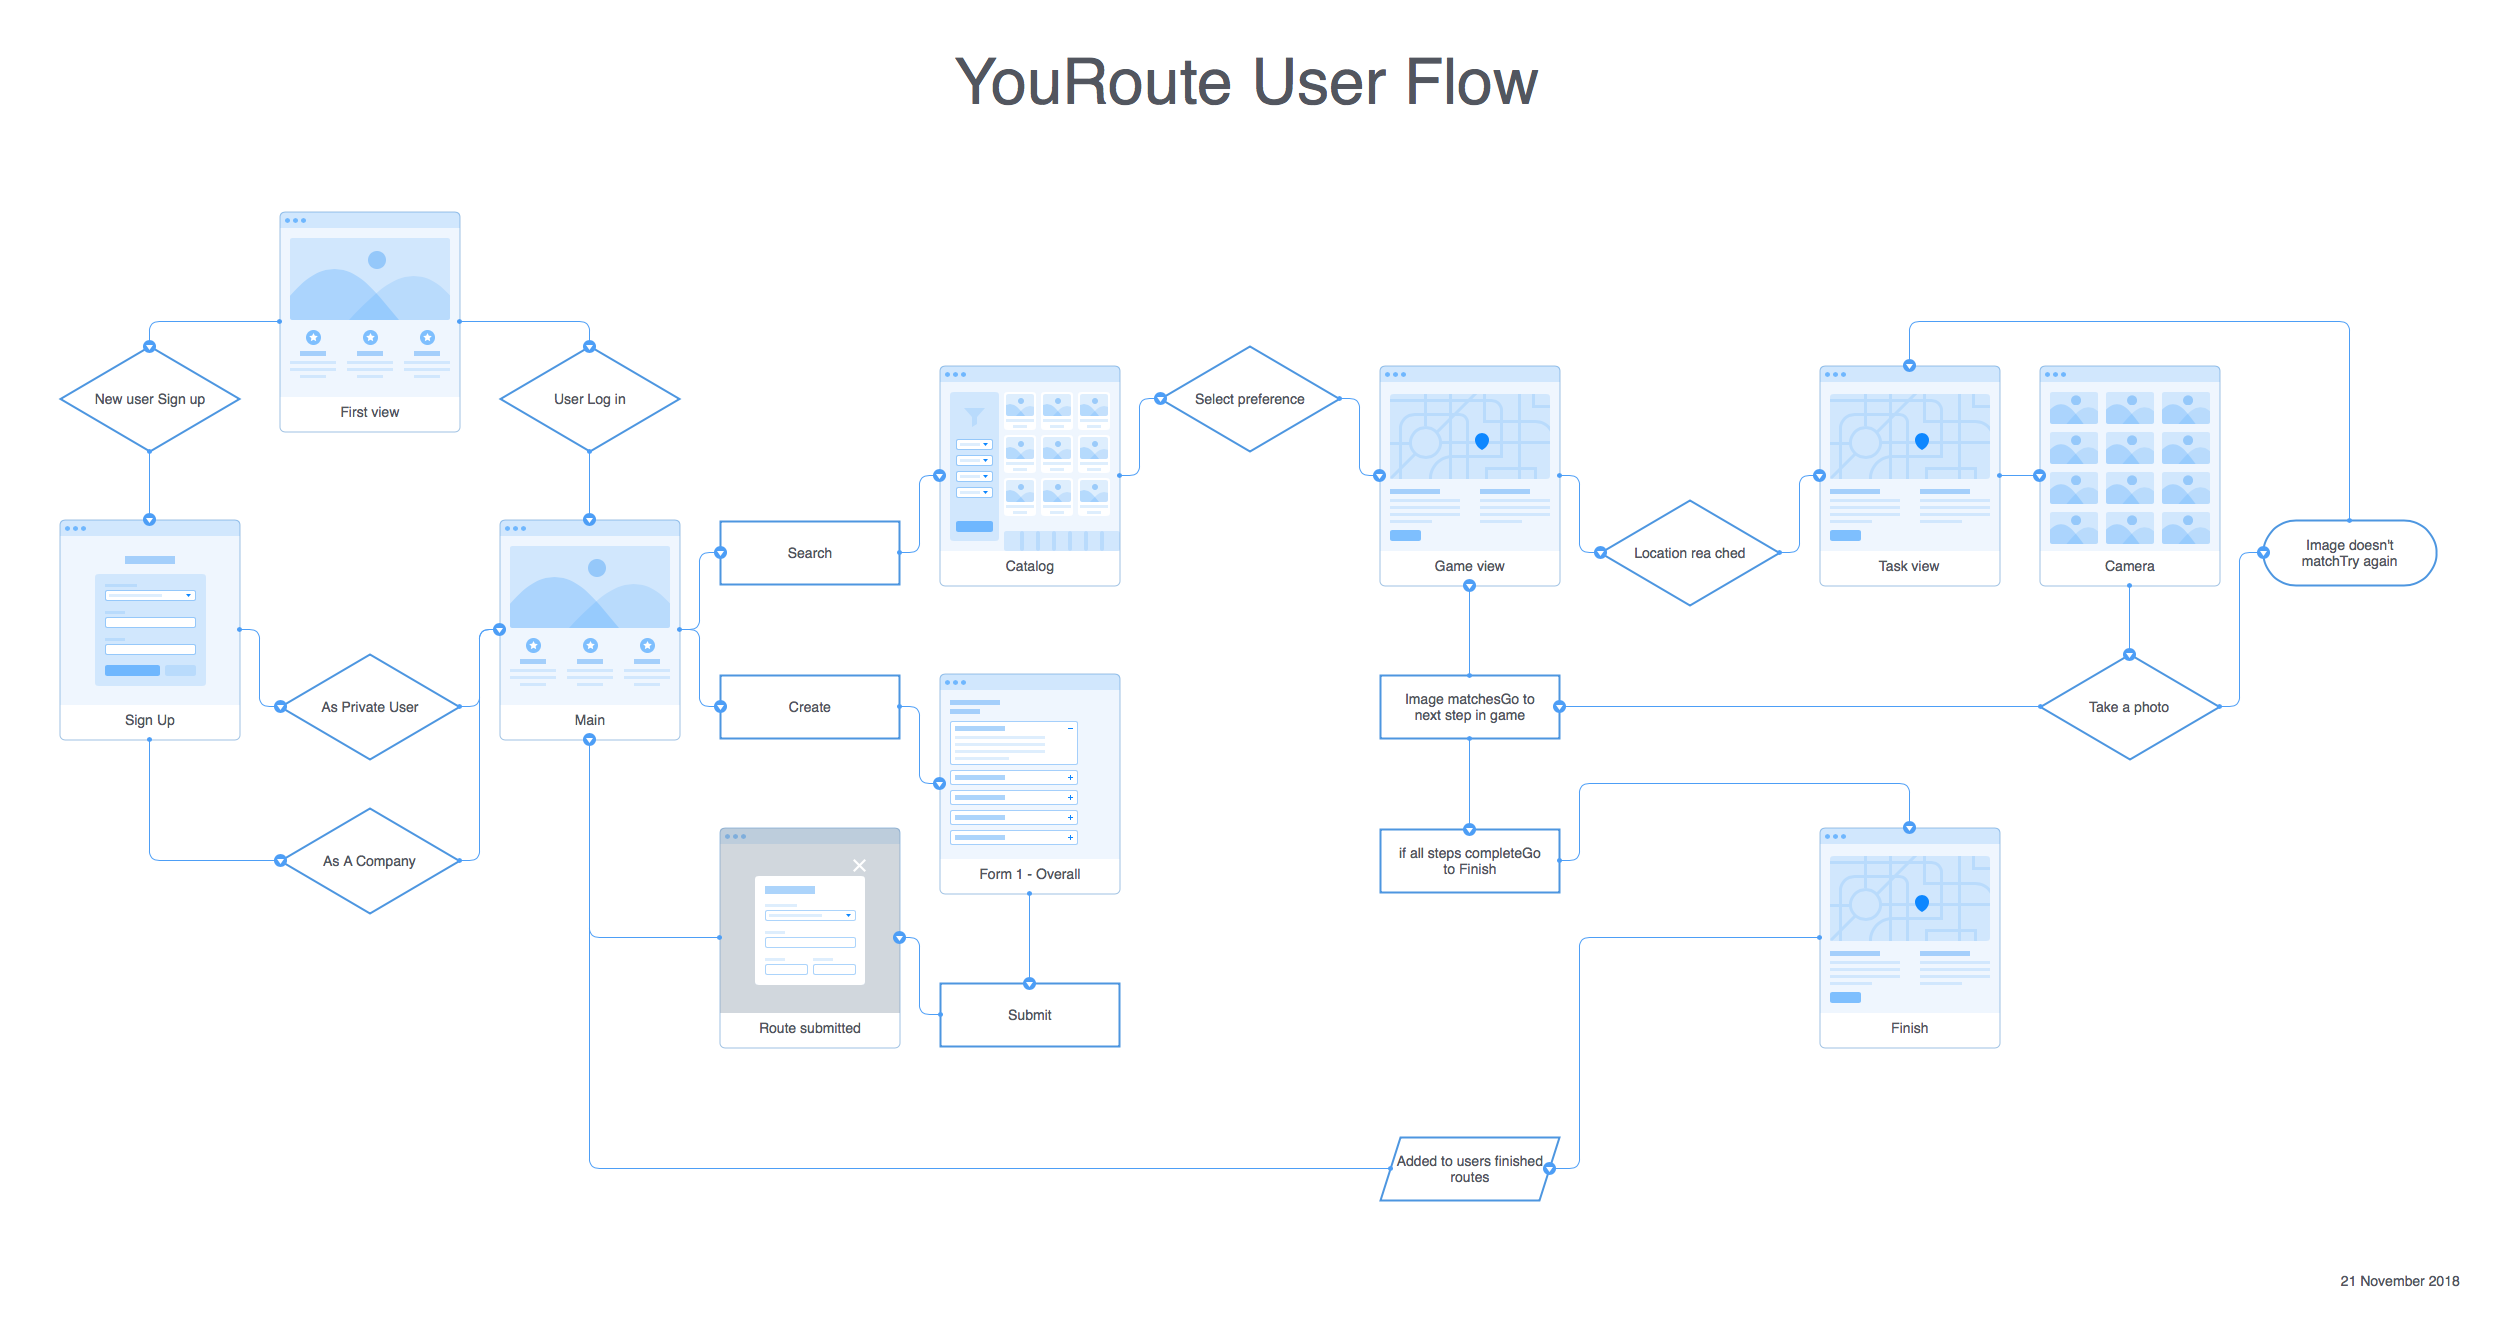 YouRoute User Flow
New user Sign up
First view
User Log in
Select preference
Search
Catalog
Game view
Location rea ched
Task view
Camera
Image doesn't
matchTry again
Sign Up
As Private User
Main
Create
Image matchesGo to
next step in game
Take a photo
As A Company
Form 1 - Overall
if all steps completeGo
to Finish
Route submitted
Submit
Finish
Added to users finished
routes
21 November 2018